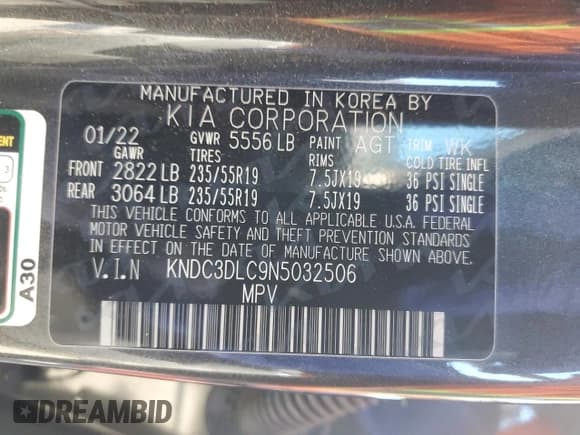 MANUFACTURED IN KOREA BY
KIA CORPORATION
01/22 GVWR 5556 LB PAINT AGT TRIM WK
GAWR TIRES RIMS COLD TIRE INFL
FRONT 2822 LB 235/55R19 7.5JX19 36 PSI SINGLE
REAR 3064 LB 235/55R19 7.5JX19 36 PSI SINGLE
THIS VEHICLE CONFORMS TO ALL APPLICABLE U.S.A. FEDERAL
MOTOR VEHICLE SAFETY AND THEFT PREVENTION STANDARDS
IN EFFECT ON THE DATE OF MANUFACTURE SHOWN ABOVE.
V.I.N KNDC3DLC9N5032506
MPV
A30
3
DREAMBID